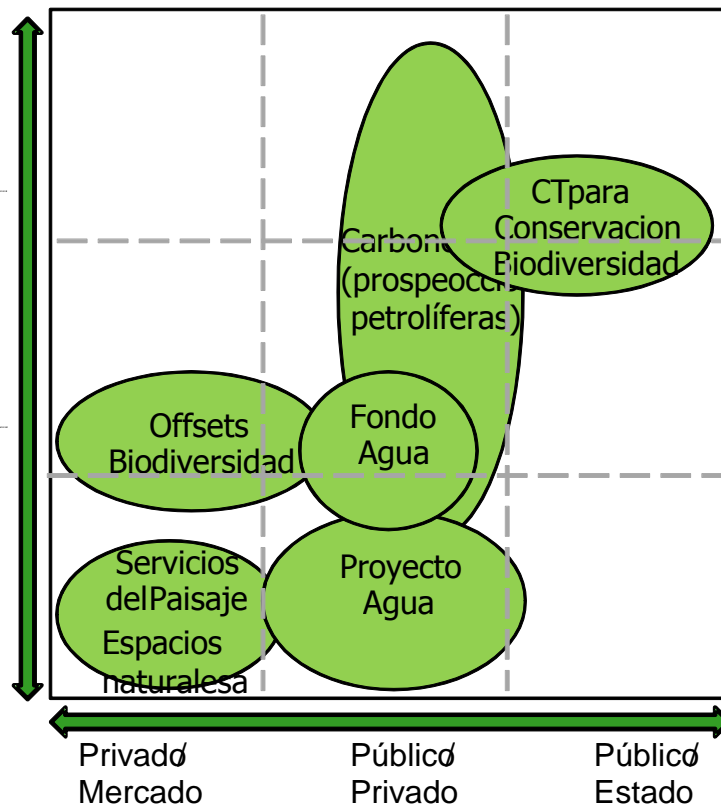 CTpara
Conservacion
Biodiversidad
Carbono
(prospeocci
petrolíferas)
Offsets
Biodiversidad
Fondo
Agua
Servicios
delPaisaje
Espacios
naturalesa
Proyecto
Agua
Privado/
Mercado
Público/
Privado
Público/
Estado